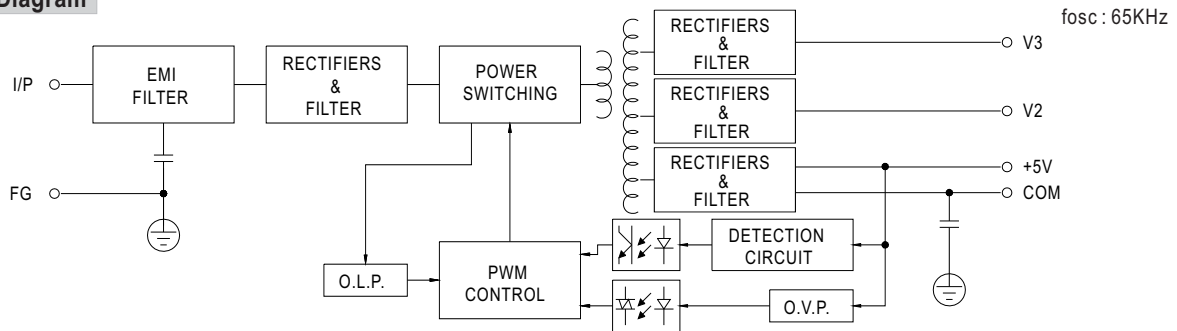 Diagram
fosc : 65KHz
I/P
EMI
FILTER
RECTIFIERS
&
FILTER
POWER
SWITCHING
RECTIFIERS
&
FILTER
V3
RECTIFIERS
&
FILTER
V2
RECTIFIERS
&
FILTER
+5V
COM
FG
O.L.P.
PWM
CONTROL
DETECTION
CIRCUIT
O.V.P.